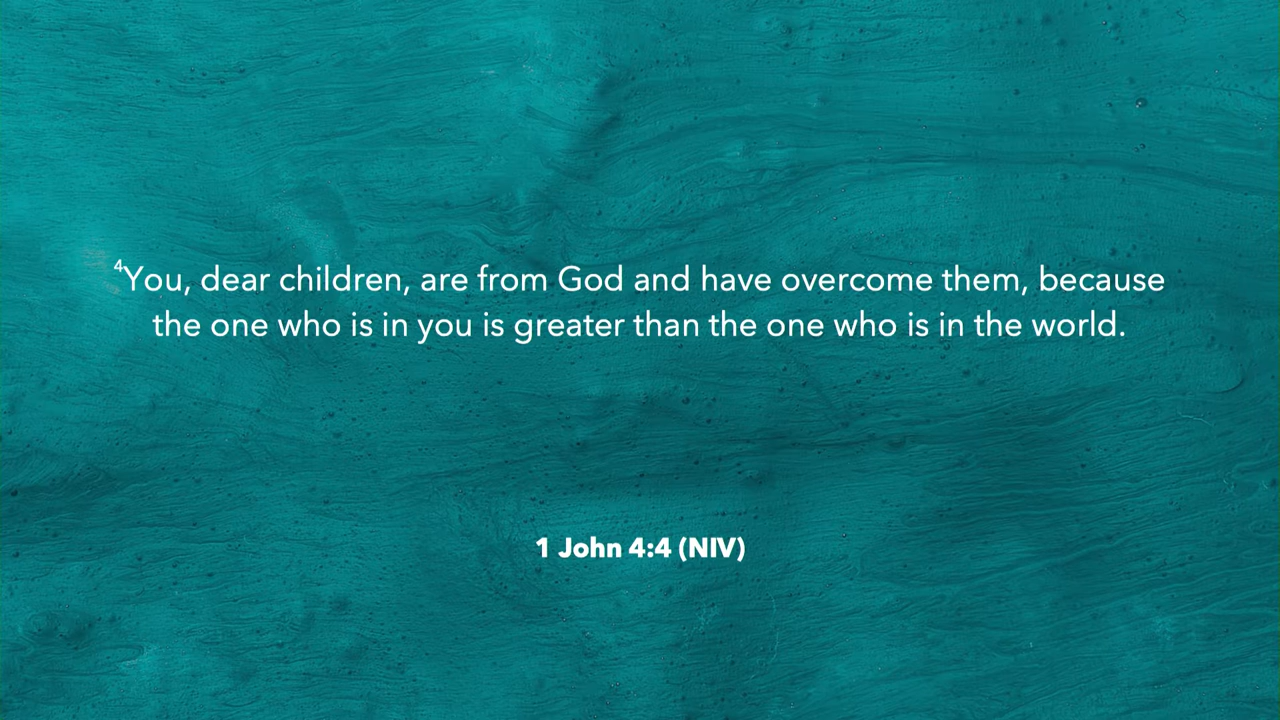 ⁴You, dear children, are from God and have overcome them, because
the one who is in you is greater than the one who is in the world.
1 John 4:4 (NIV)